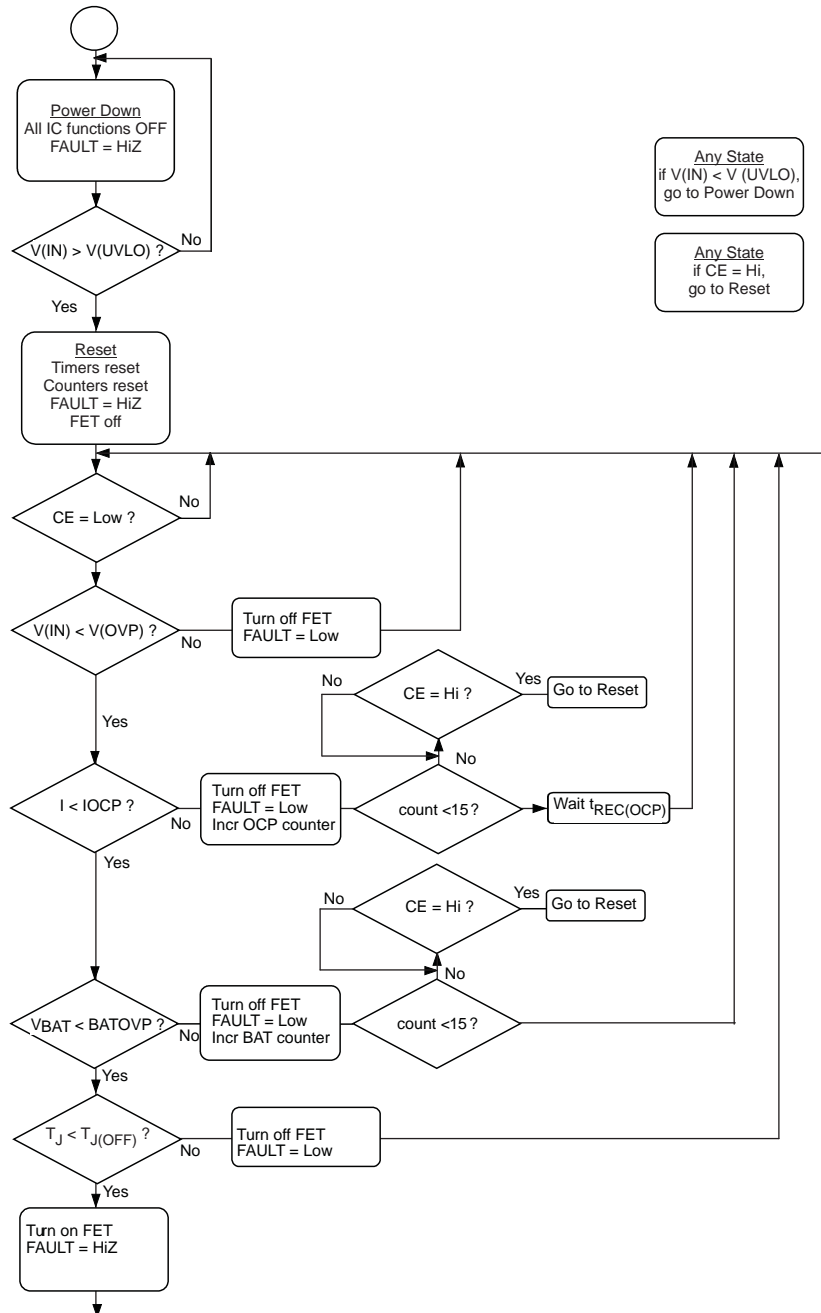 Power Down
All IC functions OFF
FAULT = HiZ
Any State
if V(IN) < V (UVLO),
go to Power Down
V(IN) > V(UVLO) ?
No
Any State
if CE = Hi,
go to Reset
Yes
Reset
Timers reset
Counters reset
FAULT = HiZ
FET off
CE = Low ?
No
V(IN) < V(OVP) ?
No
Turn off FET
FAULT = Low
Yes
No
CE = Hi ?
Yes
Go to Reset
No
I < IOCP ?
No
Turn off FET
FAULT = Low
Incr OCP counter
count <15 ?
Wait tREC(OCP)
Yes
No
CE = Hi ?
Yes
Go to Reset
No
VBAT < BATOVP ?
No
Turn off FET
FAULT = Low
Incr BAT counter
count <15 ?
Yes
TJ < TJ(OFF) ?
No
Turn off FET
FAULT = Low
Yes
Turn on FET
FAULT = HiZ